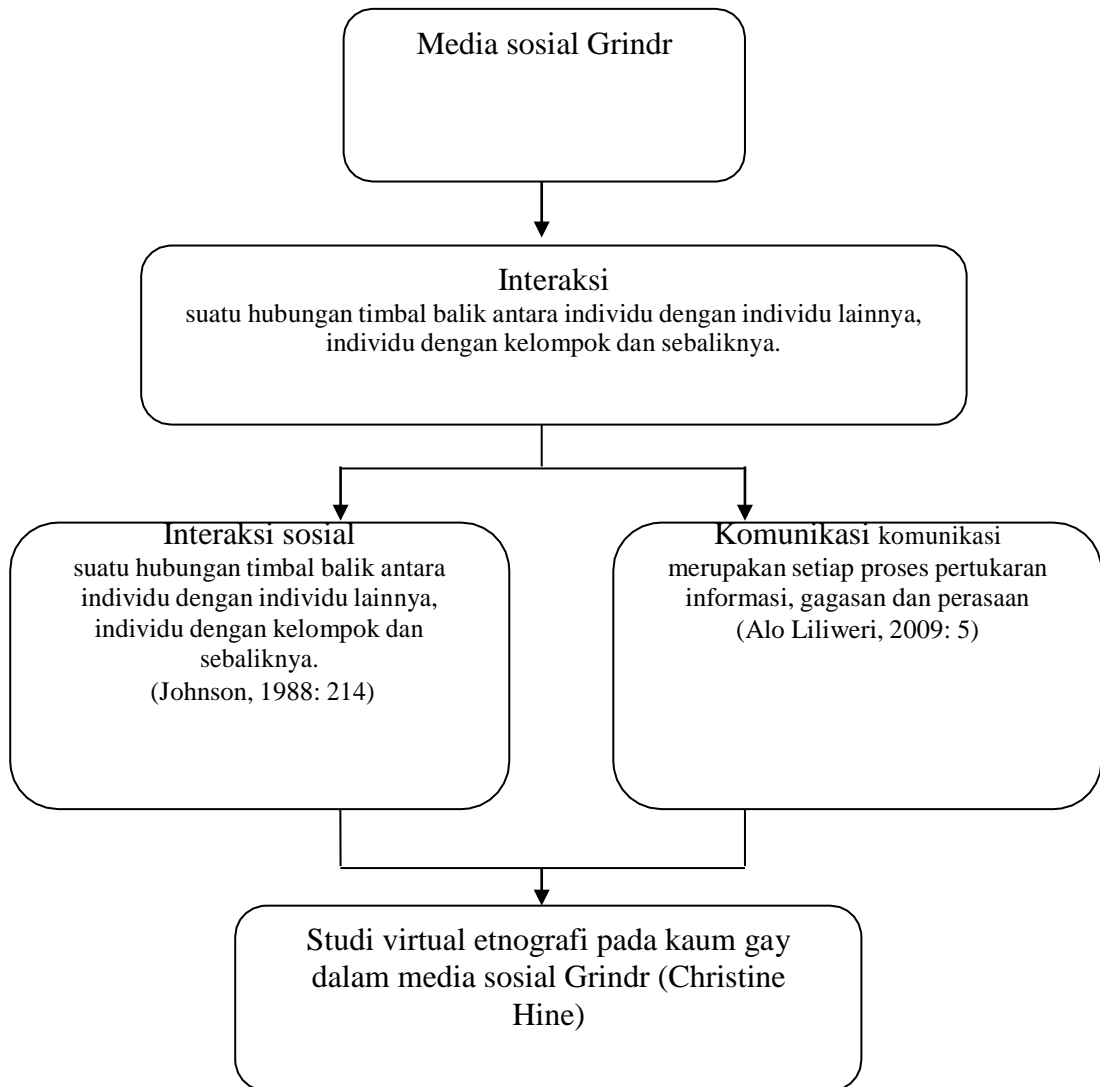 Media sosial Grindr
Interaksi
suatu hubungan timbal balik antara individu dengan individu lainnya,
individu dengan kelompok dan sebaliknya.
Interaksi sosial
suatu hubungan timbal balik antara
individu dengan individu lainnya,
individu dengan kelompok dan
sebaliknya.
(Johnson, 1988: 214)
Komunikasi komunikasi
merupakan setiap proses pertukaran
informasi, gagasan dan perasaan
(Alo Liliweri, 2009: 5)
Studi virtual etnografi pada kaum gay
dalam media sosial Grindr (Christine
Hine)